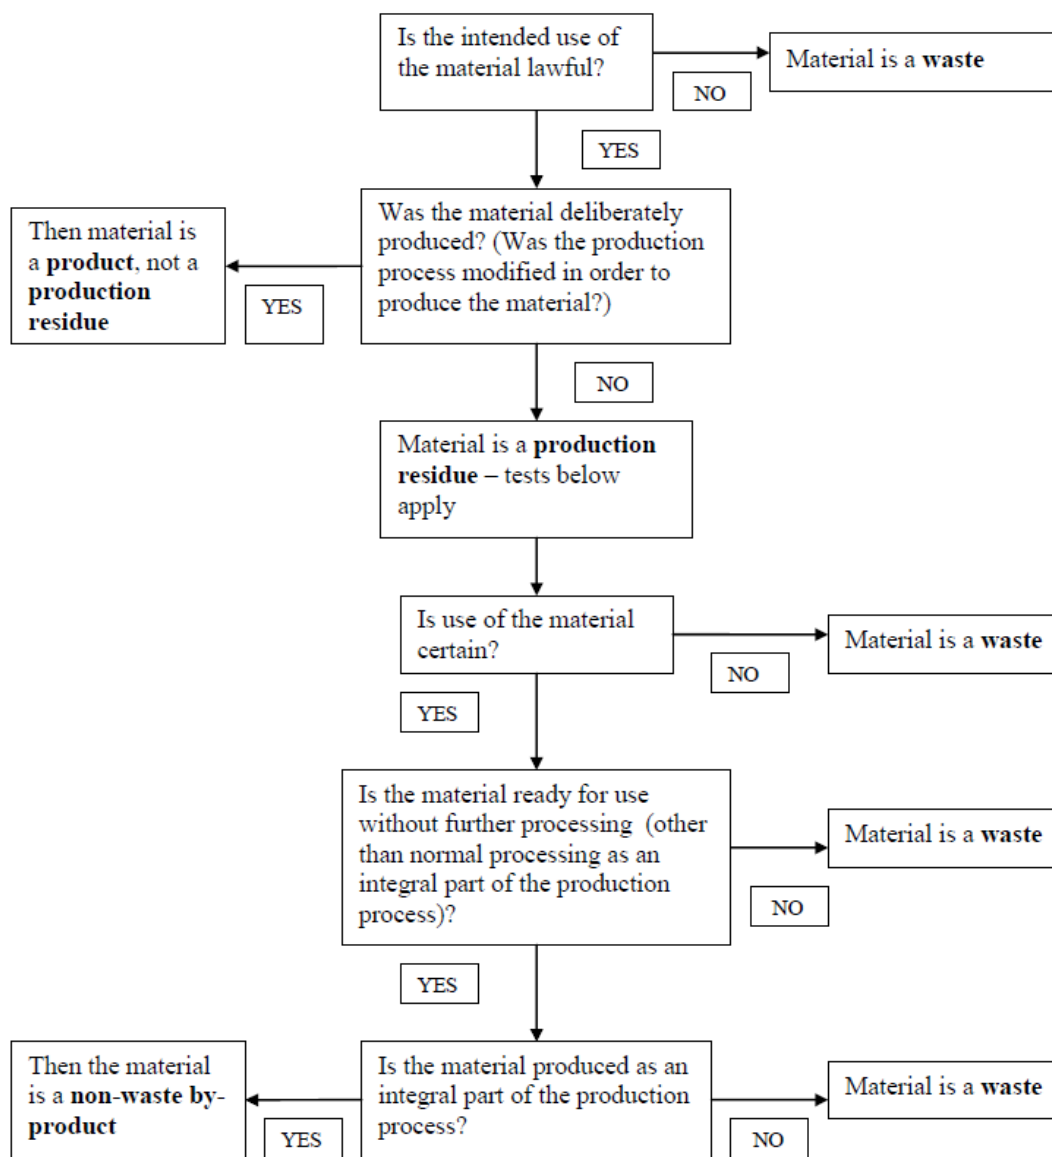 Is the intended use of
the material lawful?
Material is a waste
NO
YES
Was the material deliberately
produced? (Was the production
process modified in order to
produce the material?)
Then material is
a product, not a
production
residue
YES
NO
Material is a production
residue – tests below
apply
Is use of the material
certain?
Material is a waste
NO
YES
Is the material ready for use
without further processing (other
than normal processing as an
integral part of the production
process)?
Material is a waste
NO
YES
Is the material produced as an
integral part of the production
process?
Then the material
is a non-waste by-
product
YES
Material is a waste
NO